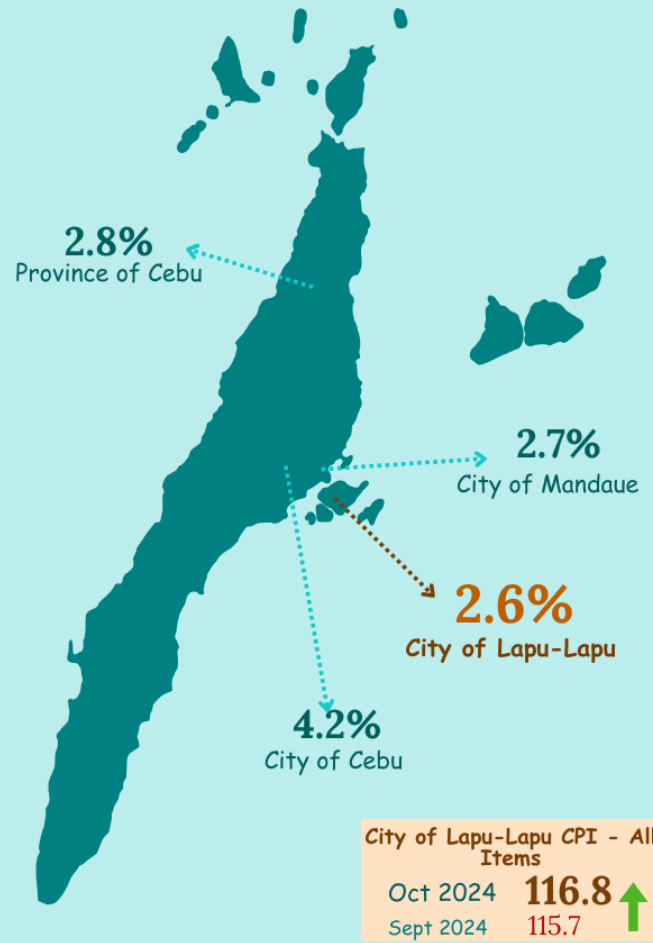 2.8%
Province of Cebu
2.7%
City of Mandaue
2.6%
City of Lapu-Lapu
4.2%
City of Cebu
City of Lapu-Lapu CPI - All
Items
Oct 2024 116.8
Sept 2024 115.7